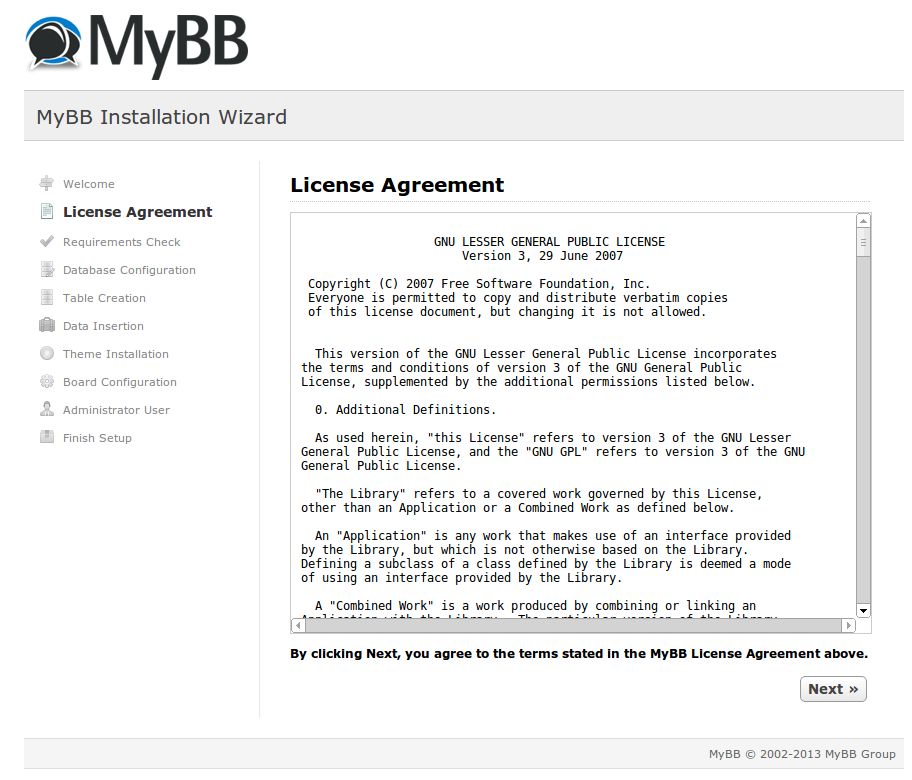 MyBB
MyBB Installation Wizard
Welcome
License Agreement
Requirements Check
Database Configuration
Table Creation
Data Insertion
Theme Installation
Board Configuration
Administrator User
Finish Setup
License Agreement
GNU LESSER GENERAL PUBLIC LICENSE
Version 3, 29 June 2007
Copyright (C) 2007 Free Software Foundation, Inc.
Everyone is permitted to copy and distribute verbatim copies
of this license document, but changing it is not allowed.
This version of the GNU Lesser General Public License incorporates
the terms and conditions of version 3 of the GNU General Public
License, supplemented by the additional permissions listed below.
0. Additional Definitions.
As used herein, "this License" refers to version 3 of the GNU Lesser
General Public License, and the "GNU GPL" refers to version 3 of the GNU
General Public License.
"The Library" refers to a covered work governed by this License,
other than an Application or a Combined Work as defined below.
An "Application" is any work that makes use of an interface provided
by the Library, but which is not otherwise based on the Library.
Defining a subclass of a class defined by the Library is deemed a mode
of using an interface provided by the Library.
A "Combined Work" is a work produced by combining or linking an
By clicking Next, you agree to the terms stated in the MyBB License Agreement above.
Next »
MyBB © 2002-2013 MyBB Group